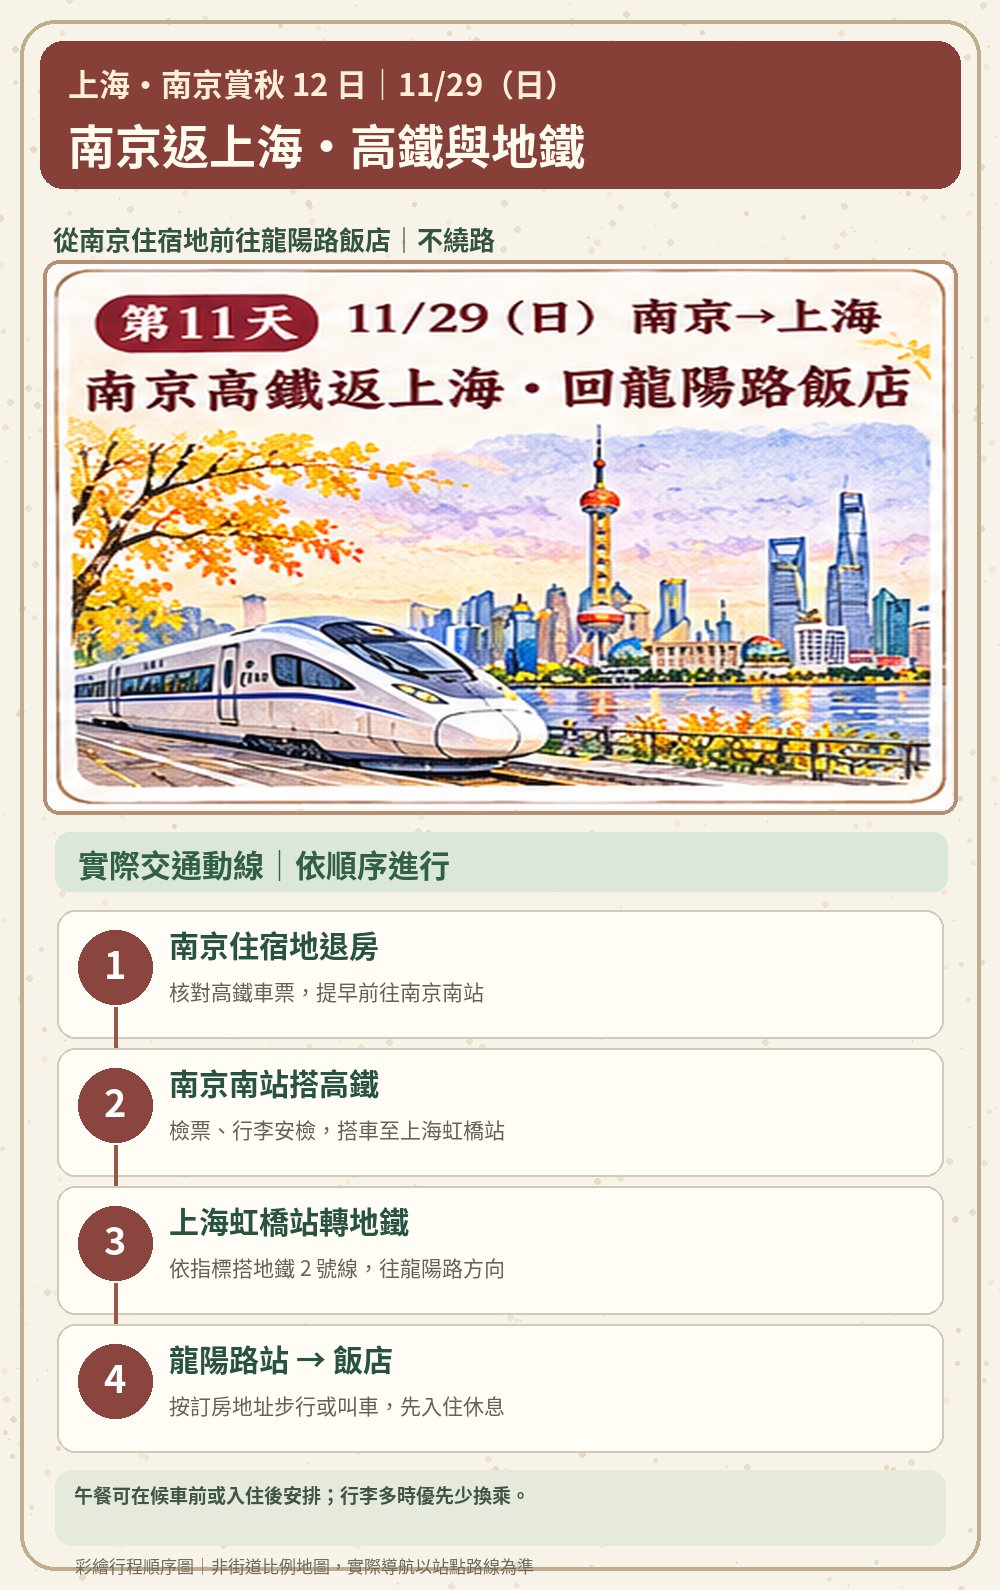 上海・南京賞秋 12 日｜11/29（日）
南京返上海・高鐵與地鐵
從南京住宿地前往龍陽路飯店｜不繞路
第11天 11/29（日） 南京→上海
南京高鐵返上海・回龍陽路飯店
實際交通動線｜依順序進行
1 南京住宿地退房
核對高鐵車票，提早前往南京南站
2 南京南站搭高鐵
檢票、行李安檢，搭車至上海虹橋站
3 上海虹橋站轉地鐵
依指標搭地鐵 2 號線，往龍陽路方向
4 龍陽路站 → 飯店
按訂房地址步行或叫車，先入住休息
午餐可在候車前或入住後安排；行李多時優先少換乘。
彩繪行程順序圖｜非街道比例地圖，實際導航以站點路線為準